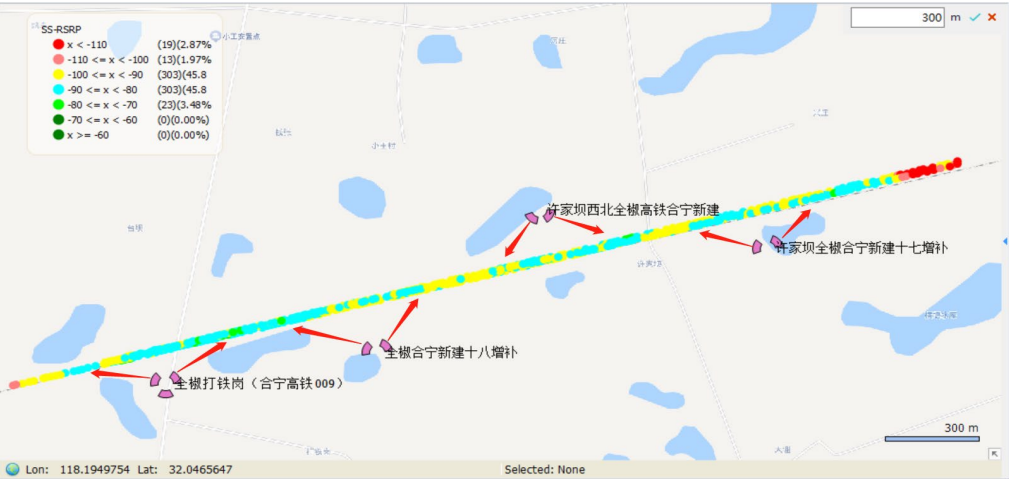 300 m
SS-RSRP
x < -110 (19)(2.87%
-110 <= x < -100 (13)(1.97%
-100 <= x < -90 (303)(45.8
-90 <= x < -80 (303)(45.8
-80 <= x < -70 (23)(3.48%
-70 <= x < -60 (0)(0.00%)
x >= -60 (0)(0.00%)
许家坝西北全椒高铁合宁新建
许家坝全椒合宁新建十七增补
全椒合宁新建十八增补
全椒打铁岗（合宁高铁009）
300 m
Lon: 118.1949754 Lat: 32.0465647
Selected: None